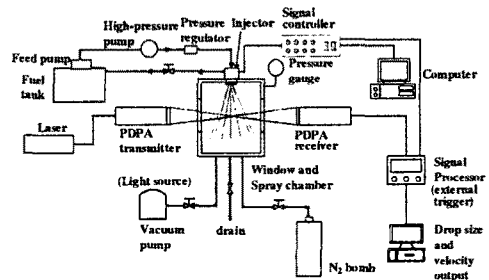 High-pressure
pump
Pressure
regulator
Injector
Signal
controller
Feed pump
Fuel
tank
Pressure
gauge
Computer
Laser
PDPA
transmitter
PDPA
receiver
Signal
Processor
(external
trigger)
(Light source)
Window and
Spray chamber
Vacuum
pump
drain
N2 bomb
Drop size
and
velocity
output